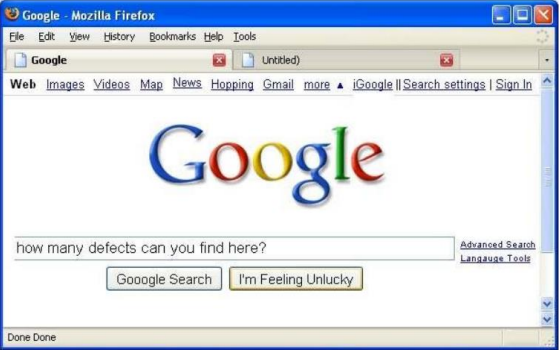 Google - Mozilla Firefox
File Edit View History Bookmarks Help Tools
Google Untitled)
Web Images Videos Map News Hopping Gmail more ▲ iGoogle || Search settings | Sign In
Google
how many defects can you find here?
Advanced Search
Langauge Tools
Gooogle Search I'm Feeling Unlucky
Done Done